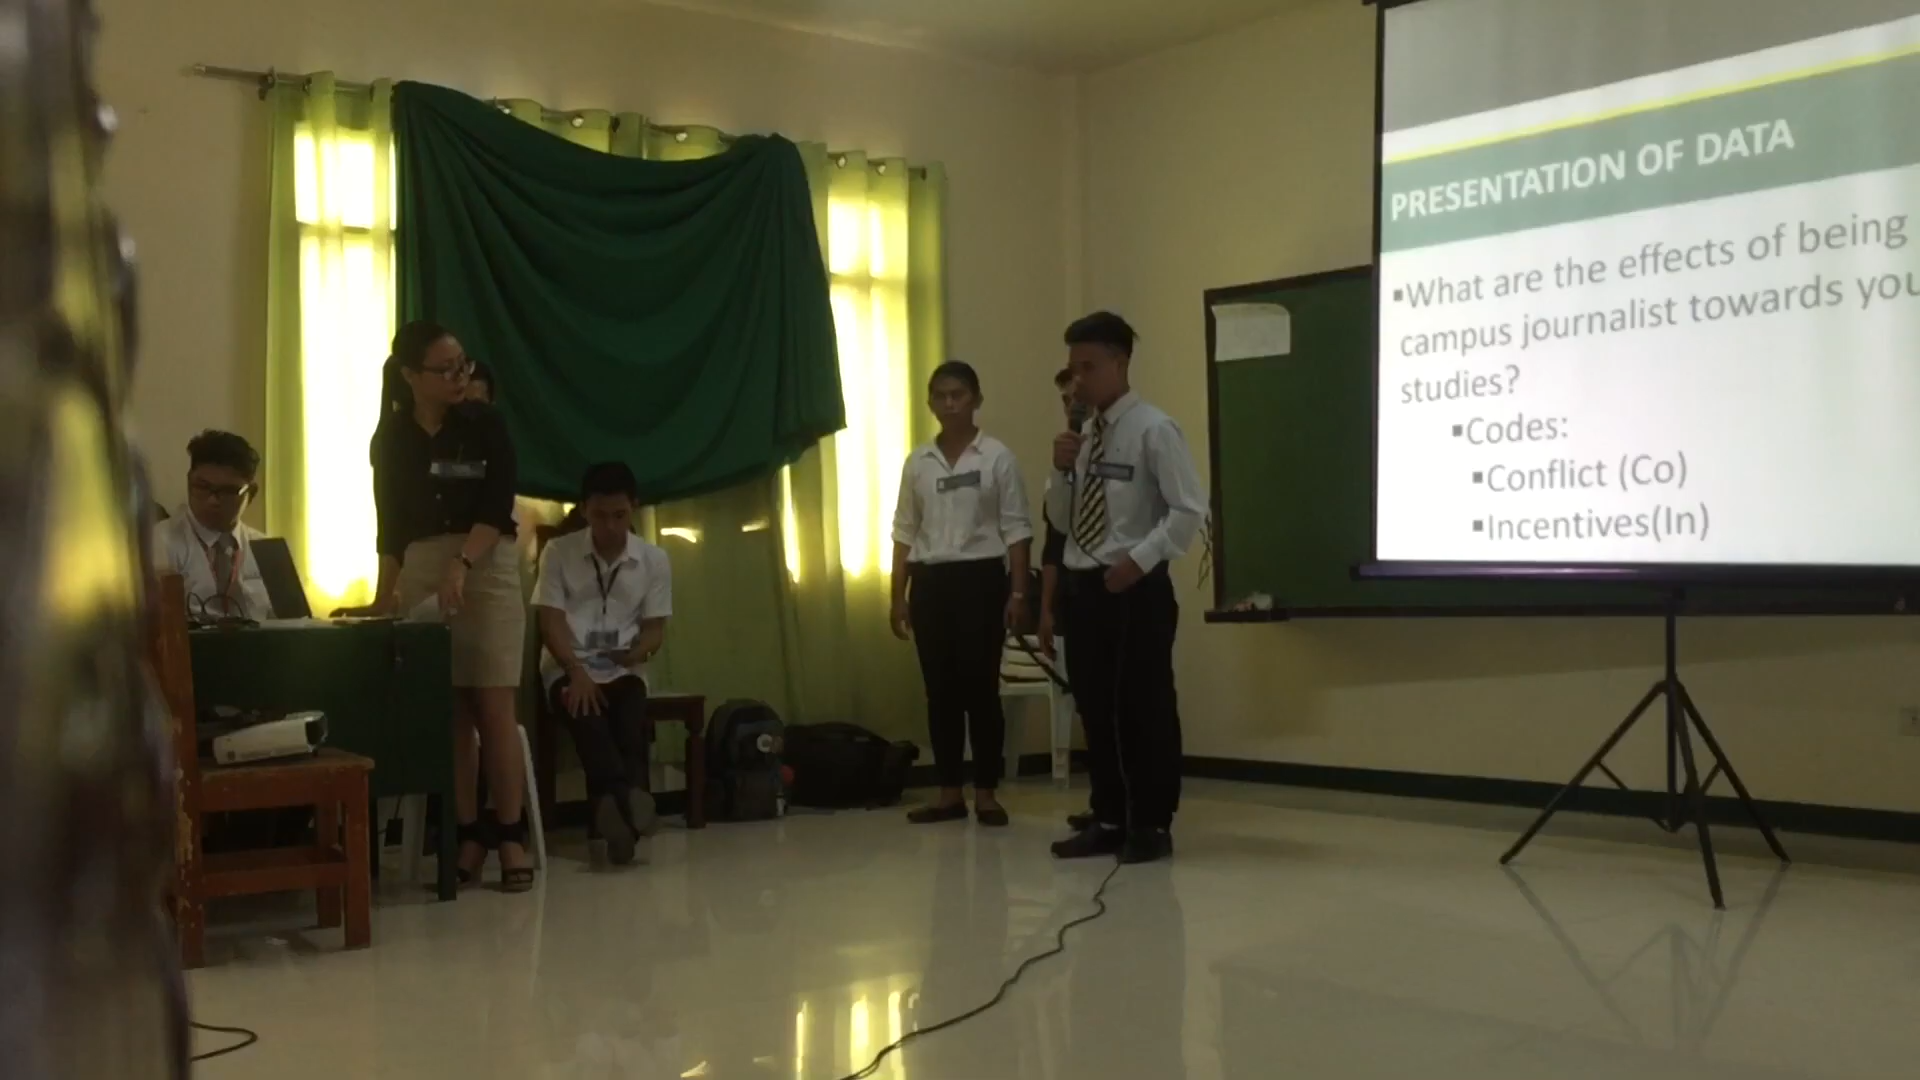 PRESENTATION OF DATA
▪What are the effects of being
campus journalist towards you
studies?
▪Codes:
▪Conflict (Co)
▪Incentives(In)